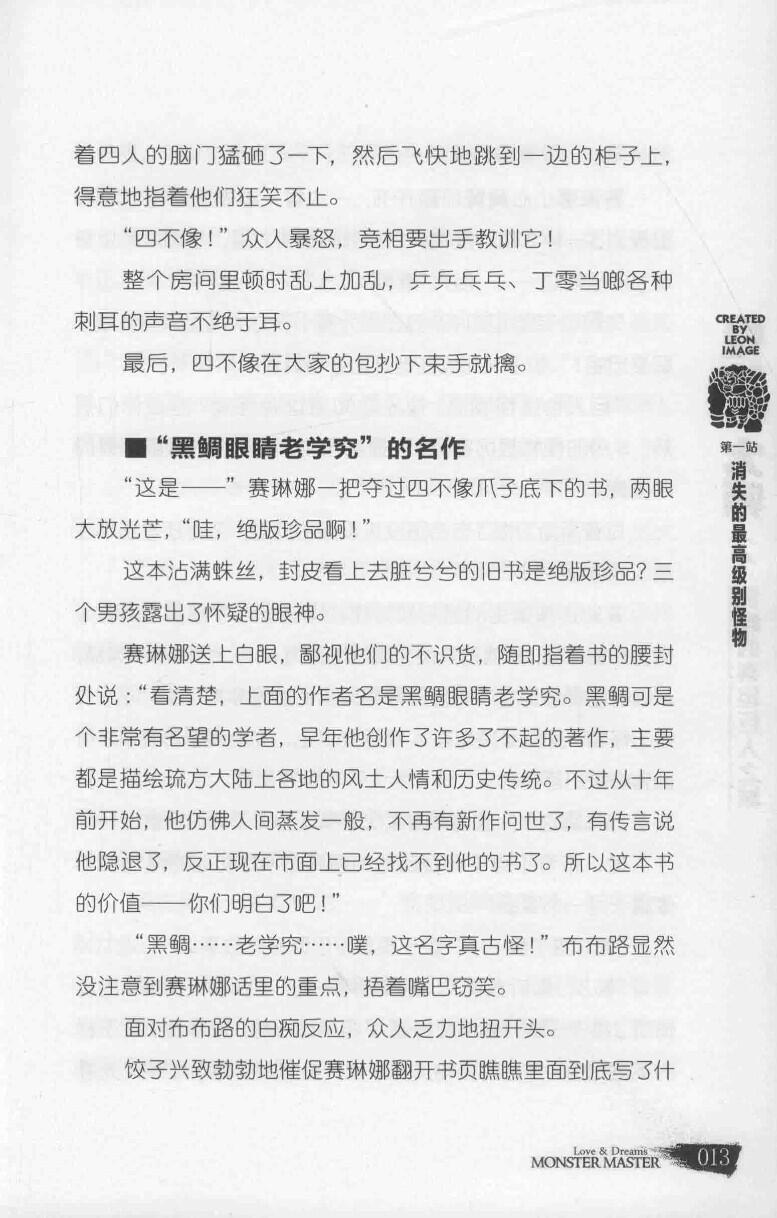 着四人的脑门猛砸了一下，然后飞快地跳到一边的柜子上，
得意地指着他们狂笑不止。
“四不像！”众人暴怒，竞相要出手教训它！
整个房间里顿时乱上加乱，乒乒乓乓、丁零当啷各种
刺耳的声音不绝于耳。
最后，四不像在大家的包抄下束手就擒。
■“黑鲷眼睛老学究”的名作
“这是——”赛琳娜一把夺过四不像爪子底下的书，两眼
大放光芒，“哇，绝版珍品啊！”
这本沾满蛛丝，封皮看上去脏兮兮的旧书是绝版珍品？三
个男孩露出了怀疑的眼神。
赛琳娜送上白眼，鄙视他们的不识货，随即指着书的腰封
处说：“看清楚，上面的作者名是黑鲷眼睛老学究。黑鲷可是
个非常有名望的学者，早年他创作了许多了不起的著作，主要
都是描绘琉方大陆上各地的风土人情和历史传统。不过从十年
前开始，他仿佛人间蒸发一般，不再有新作问世了，有传言说
他隐退了，反正现在市面上已经找不到他的书了。所以这本书
的价值——你们明白了吧！”
“黑鲷……老学究……噗，这名字真古怪！”布布路显然
没注意到赛琳娜话里的重点，捂着嘴巴窃笑。
面对布布路的白痴反应，众人乏力地扭开头。
饺子兴致勃勃地催促赛琳娜翻开书页瞧瞧里面到底写了什
CREATED
BY
LEON
IMAGE
第一站
消失的最高级别怪物
Love & Dreams
MONSTER MASTER
013